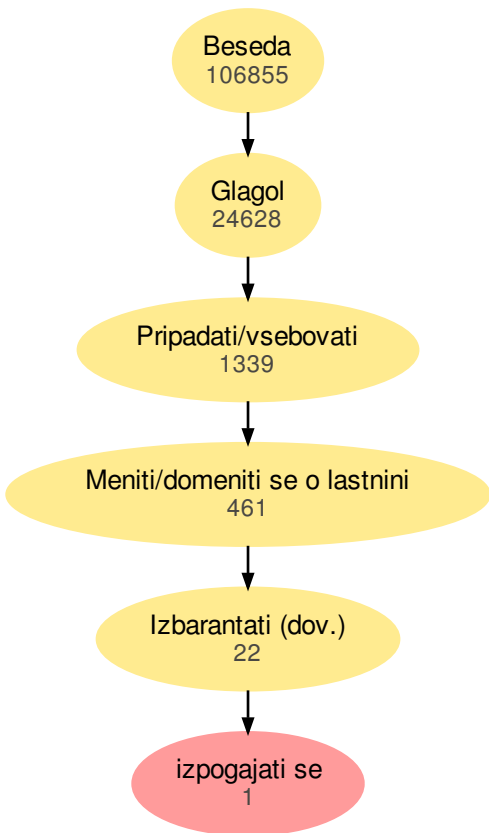 Beseda
106855
Glagol
24628
Pripadati/vsebovati
1339
Meniti/domeniti se o lastnini
461
Izbarantati (dov.)
22
izpogajati se
1